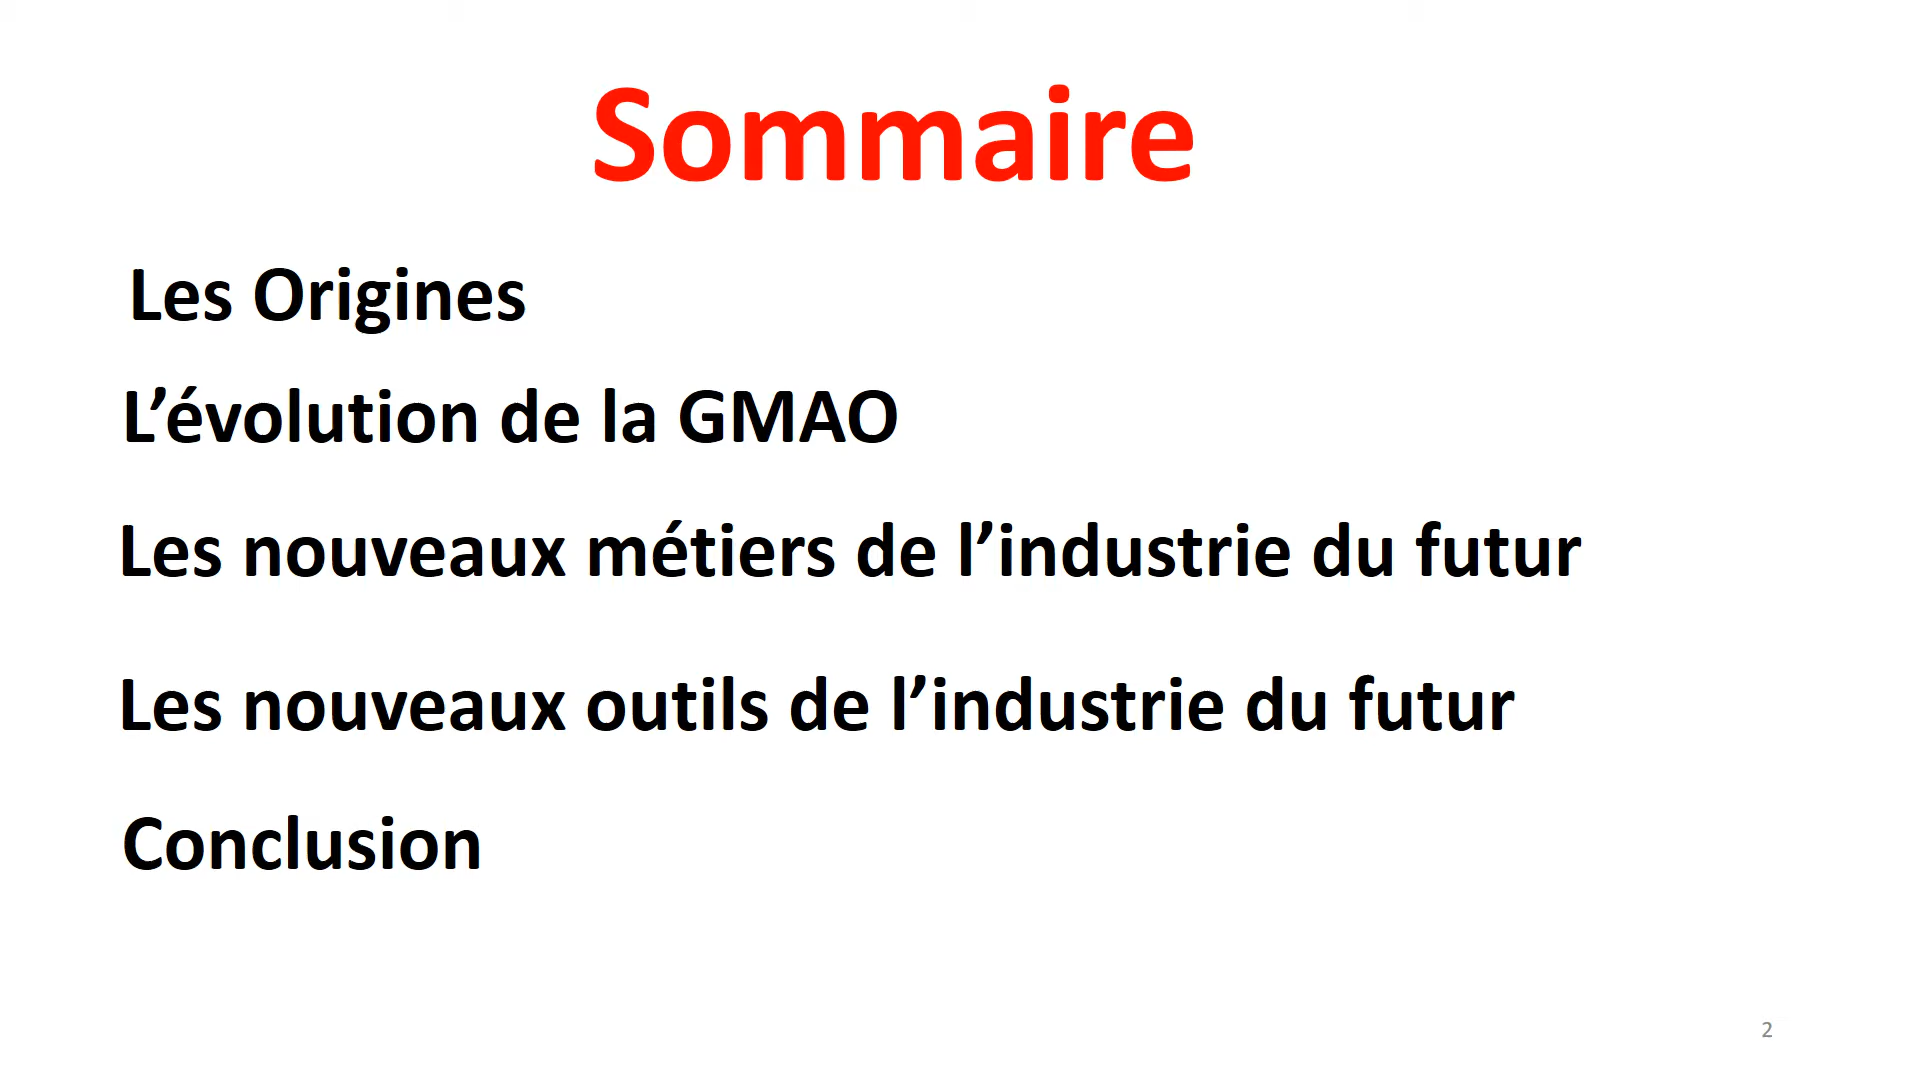 Sommaire
Les Origines
L’évolution de la GMAO
Les nouveaux métiers de l’industrie du futur
Les nouveaux outils de l’industrie du futur
Conclusion
2